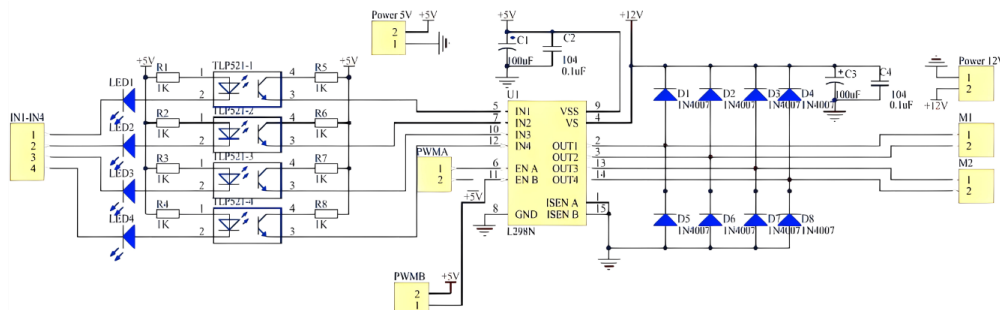 Power 5V
2
1
+5V
+5V
C1
100uF
C2
104
0.1uF
+12V
+5V
R1
1K
1
2
TLP521-1
4
3
R5
1K
+5V
LED1
R2
1K
1
2
TLP521-2
4
3
R6
1K
LED2
IN1-IN4
1
2
3
4
R3
1K
1
2
TLP521-3
4
3
R7
1K
LED3
R4
1K
1
2
TLP521-4
4
3
R8
1K
LED4
PWMA
1
2
+5V
PWMB
2
1
+5V
U1
5
7
10
12
6
11
8
IN1
IN2
IN3
IN4
EN A
EN B
GND
VSS
VS
OUT1
OUT2
OUT3
OUT4
ISEN A
ISEN B
9
4
2
3
13
14
1
15
L298N
D1
1N4007
D2
1N4007
D3
1N4007
D4
1N4007
+
C3
100uF
C4
104
0.1uF
Power 12V
1
2
+12V
M1
1
2
M2
1
2
D5
1N4007
D6
1N4007
D7
1N4007
D8
1N4007